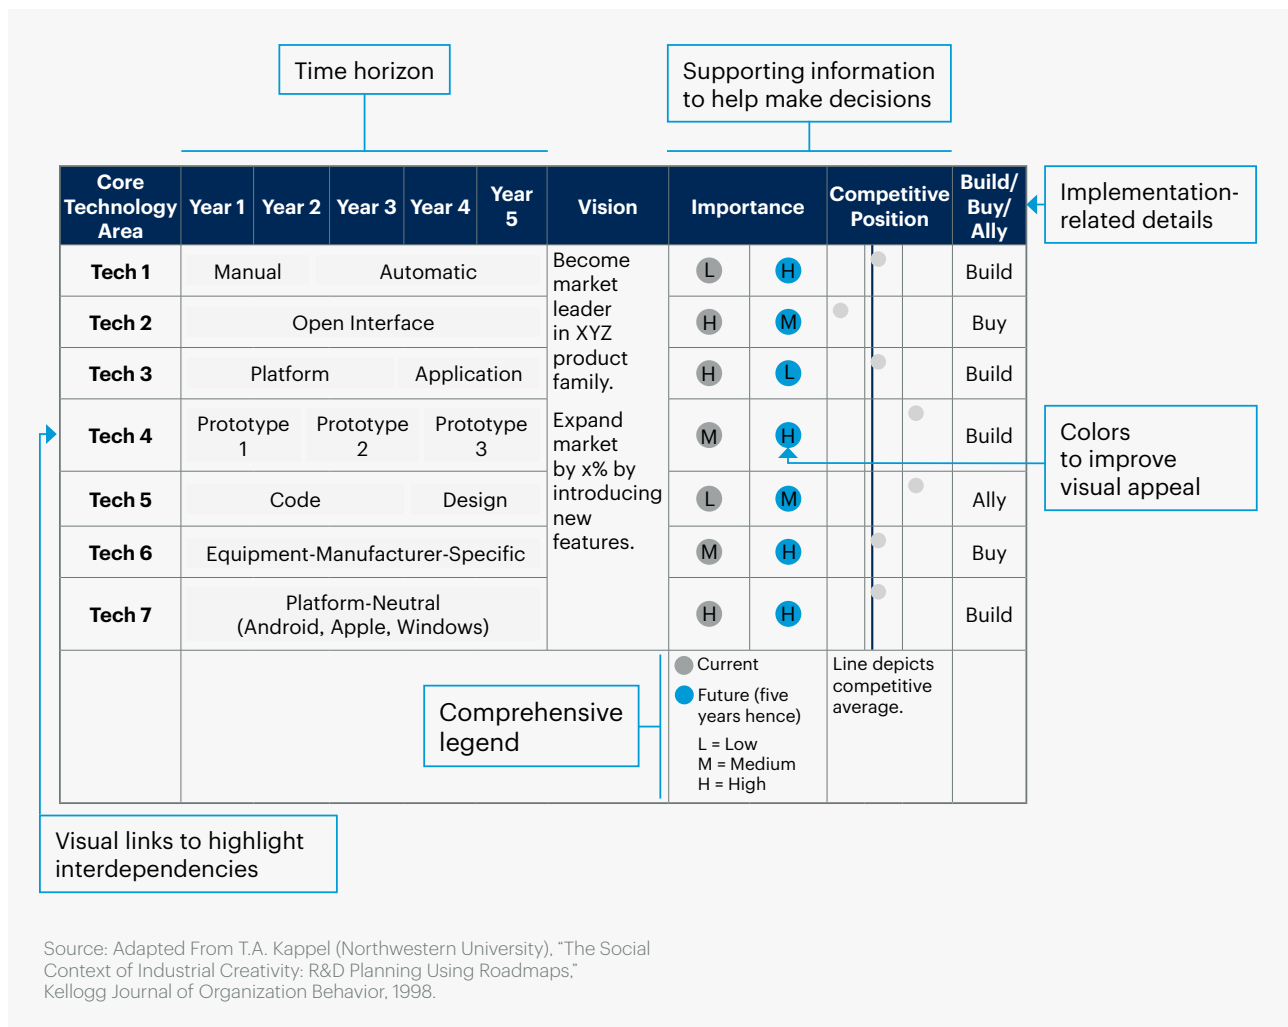 Time horizon
Supporting information
to help make decisions
Core
Technology
Area
Year 1
Year 2
Year 3
Year 4
Year
5
Vision
Importance
Competitive
Position
Build/
Buy/
Ally
Implementation-
related details
Tech 1
Manual
Automatic
Become
market
leader
in XYZ
product
family.
Expand
market
by x% by
introducing
new
features.
L
H
Build
Tech 2
Open Interface
H
M
Buy
Tech 3
Platform
Application
H
L
Build
Tech 4
Prototype
1
Prototype
2
Prototype
3
M
H
Build
Colors
to improve
visual appeal
Tech 5
Code
Design
L
M
Ally
Tech 6
Equipment-Manufacturer-Specific
M
H
Buy
Tech 7
Platform-Neutral
(Android, Apple, Windows)
H
H
Build
Comprehensive
legend
Current
Future (five
years hence)
L = Low
M = Medium
H = High
Line depicts
competitive
average.
Visual links to highlight
interdependencies
Source: Adapted From T.A. Kappel (Northwestern University), “The Social
Context of Industrial Creativity: R&D Planning Using Roadmaps,”
Kellogg Journal of Organization Behavior, 1998.